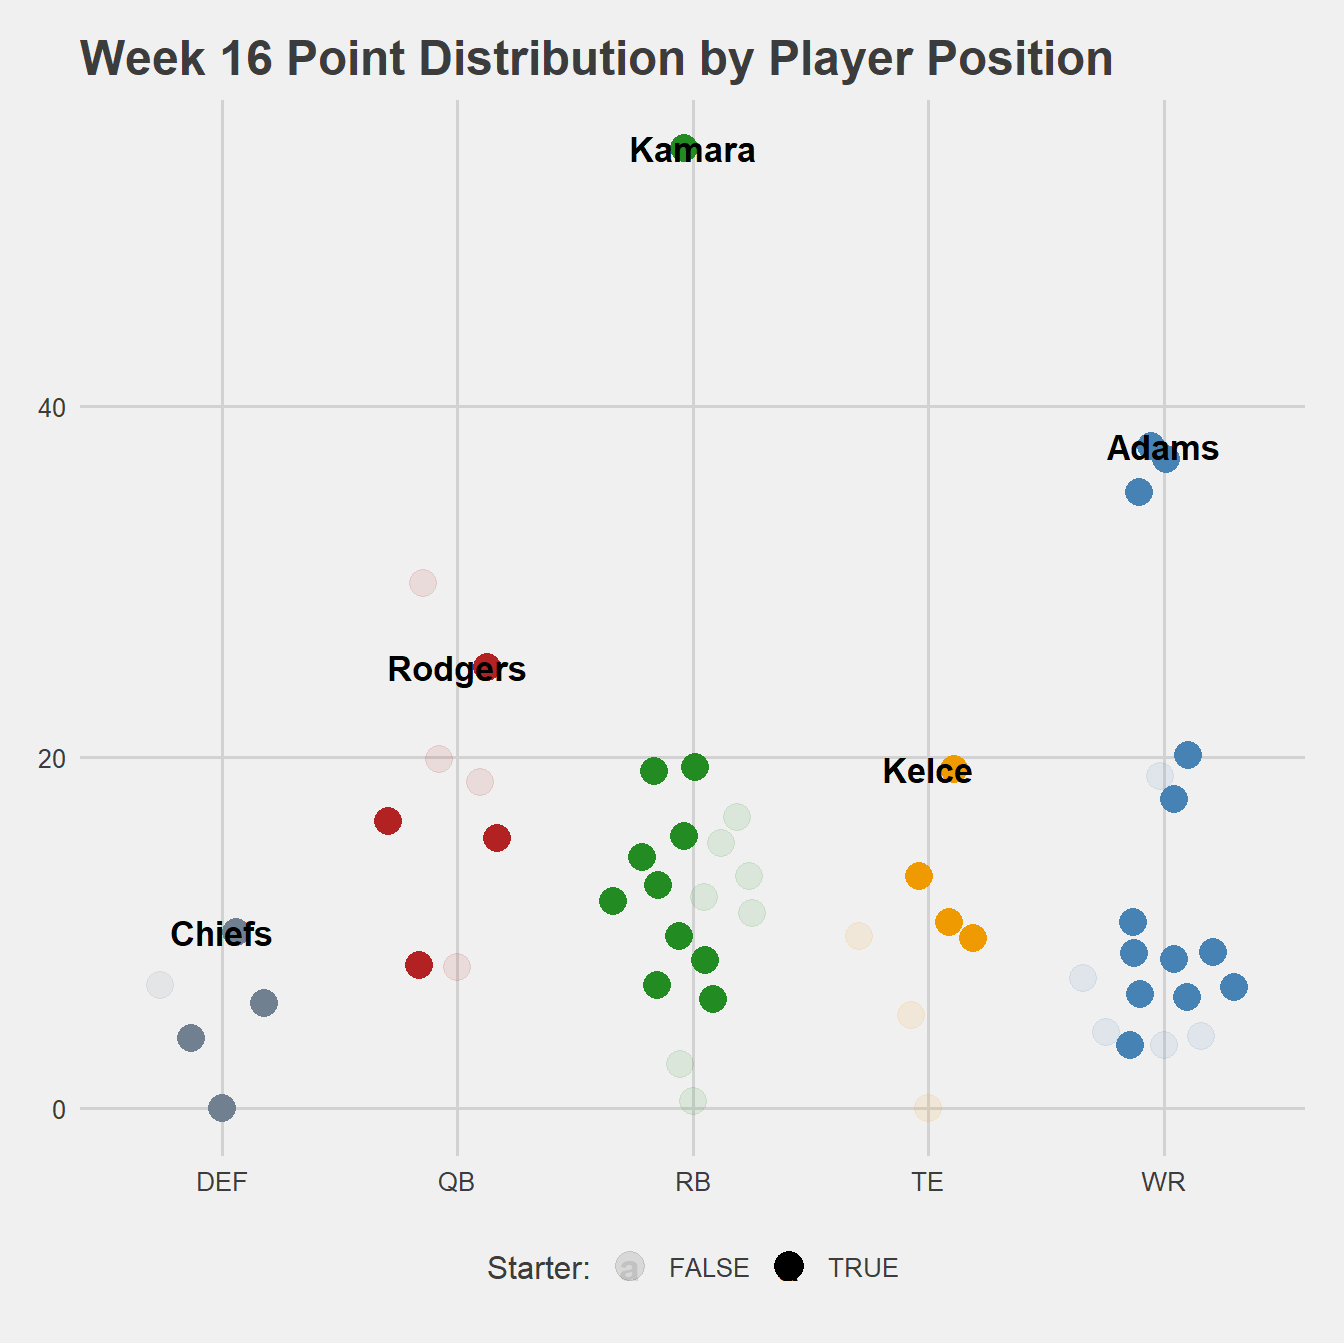 Week 16 Point Distribution by Player Position
Kamara
40
Adams
Rodgers
20
Kelce
Chiefs
0
DEF QB RB TE WR
Starter: a FALSE TRUE